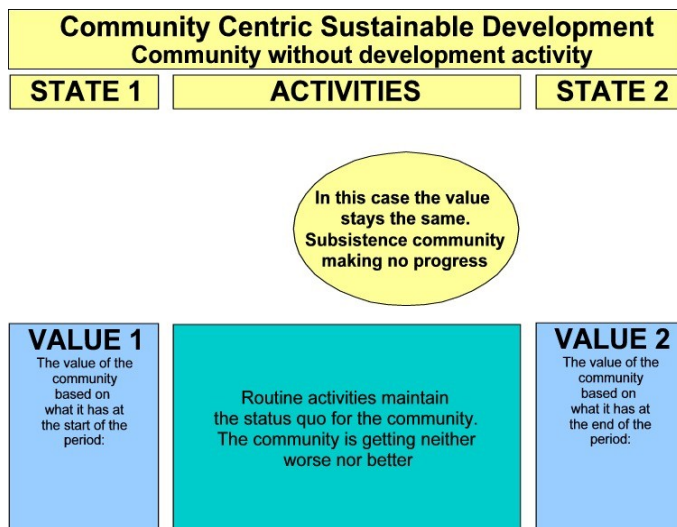 Community Centric Sustainable Development
Community without development activity
STATE 1
ACTIVITIES
STATE 2
In this case the value
stays the same.
Subsistence community
making no progress
VALUE 1
The value of the
community
based on
what it has at
the start of the
period:
Routine activities maintain
the status quo for the community.
The community is getting neither
worse nor better
VALUE 2
The value of the
community
based on
what it has at
the end of the
period: